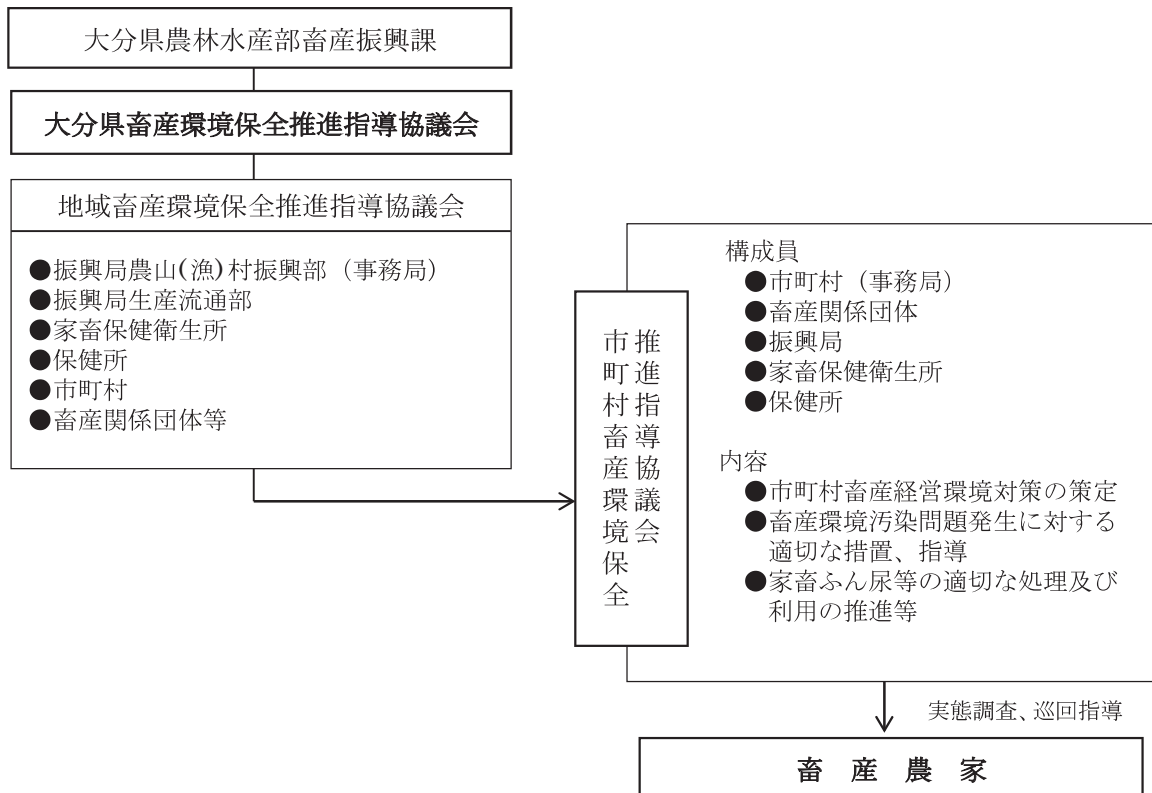 大分県農林水産部畜産振興課
大分県畜産環境保全推進指導協議会
地域畜産環境保全推進指導協議会
●振興局農山(漁)村振興部（事務局）
●振興局生産流通部
●家畜保健衛生所
●保健所
●市町村
●畜産関係団体等
市町村畜産環境保全
推進指導協議会
構成員
●市町村（事務局）
●畜産関係団体
●振興局
●家畜保健衛生所
●保健所
内容
●市町村畜産経営環境対策の策定
●畜産環境汚染問題発生に対する
適切な措置、指導
●家畜ふん尿等の適切な処理及び
利用の推進等
実態調査、巡回指導
畜産農家